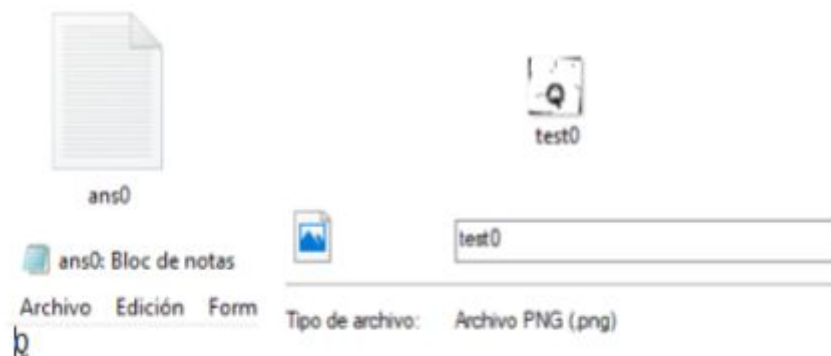 Q
test0
ans0
test0
ans0: Bloc de notas
Archivo Edición Form
Tipo de archivo: Archivo PNG (.png)
Q